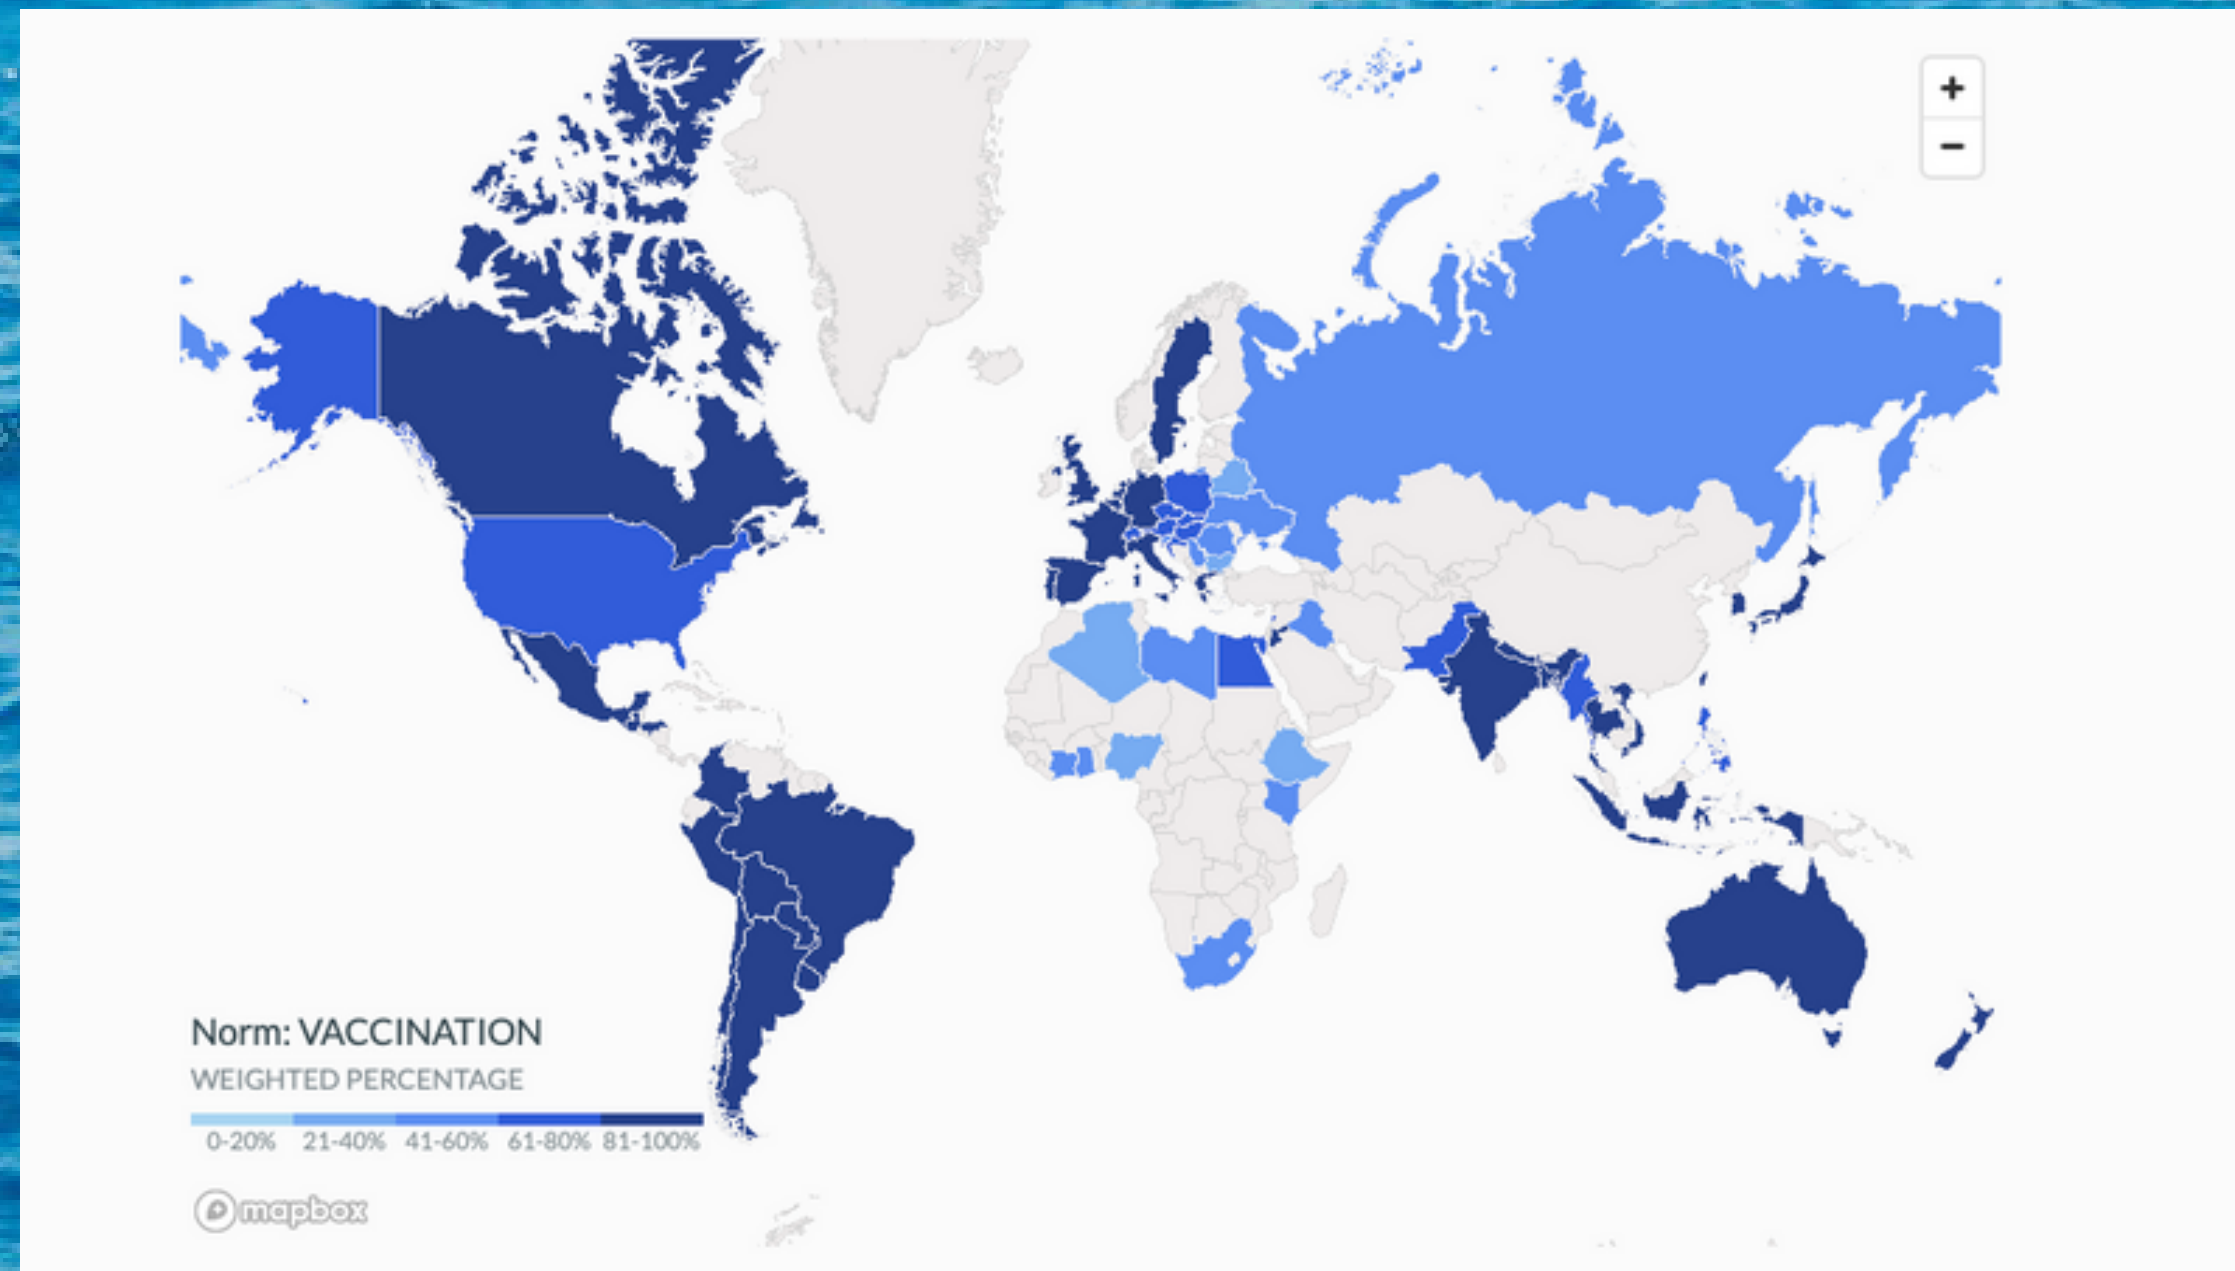 +
−
Norm: VACCINATION
WEIGHTED PERCENTAGE
0-20% 21-40% 41-60% 61-80% 81-100%
mapbox